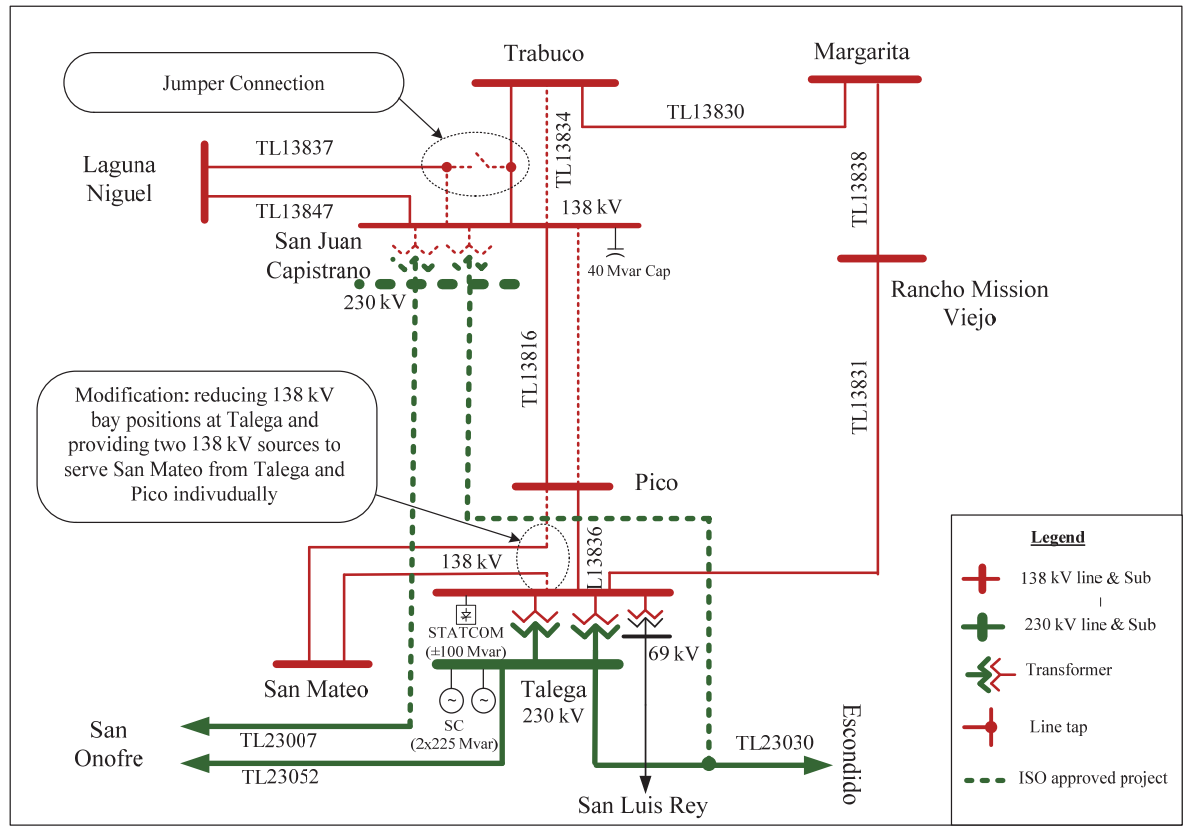 Trabuco
Margarita
Jumper Connection
TL13830
TL13834
TL13837
Laguna
Niguel
TL13838
TL13847
138 kV
San Juan
Capistrano
40 Mvar Cap
230 kV
Rancho Mission
Viejo
TL13816
TL13831
Modification: reducing 138 kV
bay positions at Talega and
providing two 138 kV sources to
serve San Mateo from Talega and
Pico indivudually
Pico
138 kV
L13836
STATCOM
(±100 Mvar)
69 kV
San Mateo
Talega
230 kV
~
~
SC
(2x225 Mvar)
San
Onofre
TL23007
TL23052
TL23030
Escondido
San Luis Rey
Legend
138 kV line & Sub
230 kV line & Sub
Transformer
Line tap
ISO approved project